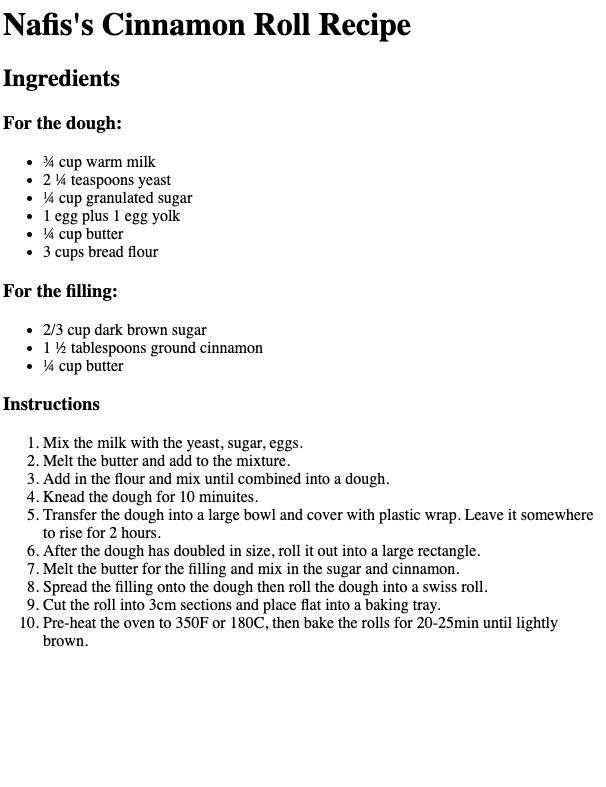 Nafis's Cinnamon Roll Recipe
Ingredients
For the dough:
• ¾ cup warm milk
• 2 ¼ teaspoons yeast
• ¼ cup granulated sugar
• 1 egg plus 1 egg yolk
• ¼ cup butter
• 3 cups bread flour
For the filling:
• 2/3 cup dark brown sugar
• 1 ½ tablespoons ground cinnamon
• ¼ cup butter
Instructions
1. Mix the milk with the yeast, sugar, eggs.
2. Melt the butter and add to the mixture.
3. Add in the flour and mix until combined into a dough.
4. Knead the dough for 10 minuites.
5. Transfer the dough into a large bowl and cover with plastic wrap. Leave it somewhere
to rise for 2 hours.
6. After the dough has doubled in size, roll it out into a large rectangle.
7. Melt the butter for the filling and mix in the sugar and cinnamon.
8. Spread the filling onto the dough then roll the dough into a swiss roll.
9. Cut the roll into 3cm sections and place flat into a baking tray.
10. Pre-heat the oven to 350F or 180C, then bake the rolls for 20-25min until lightly
brown.